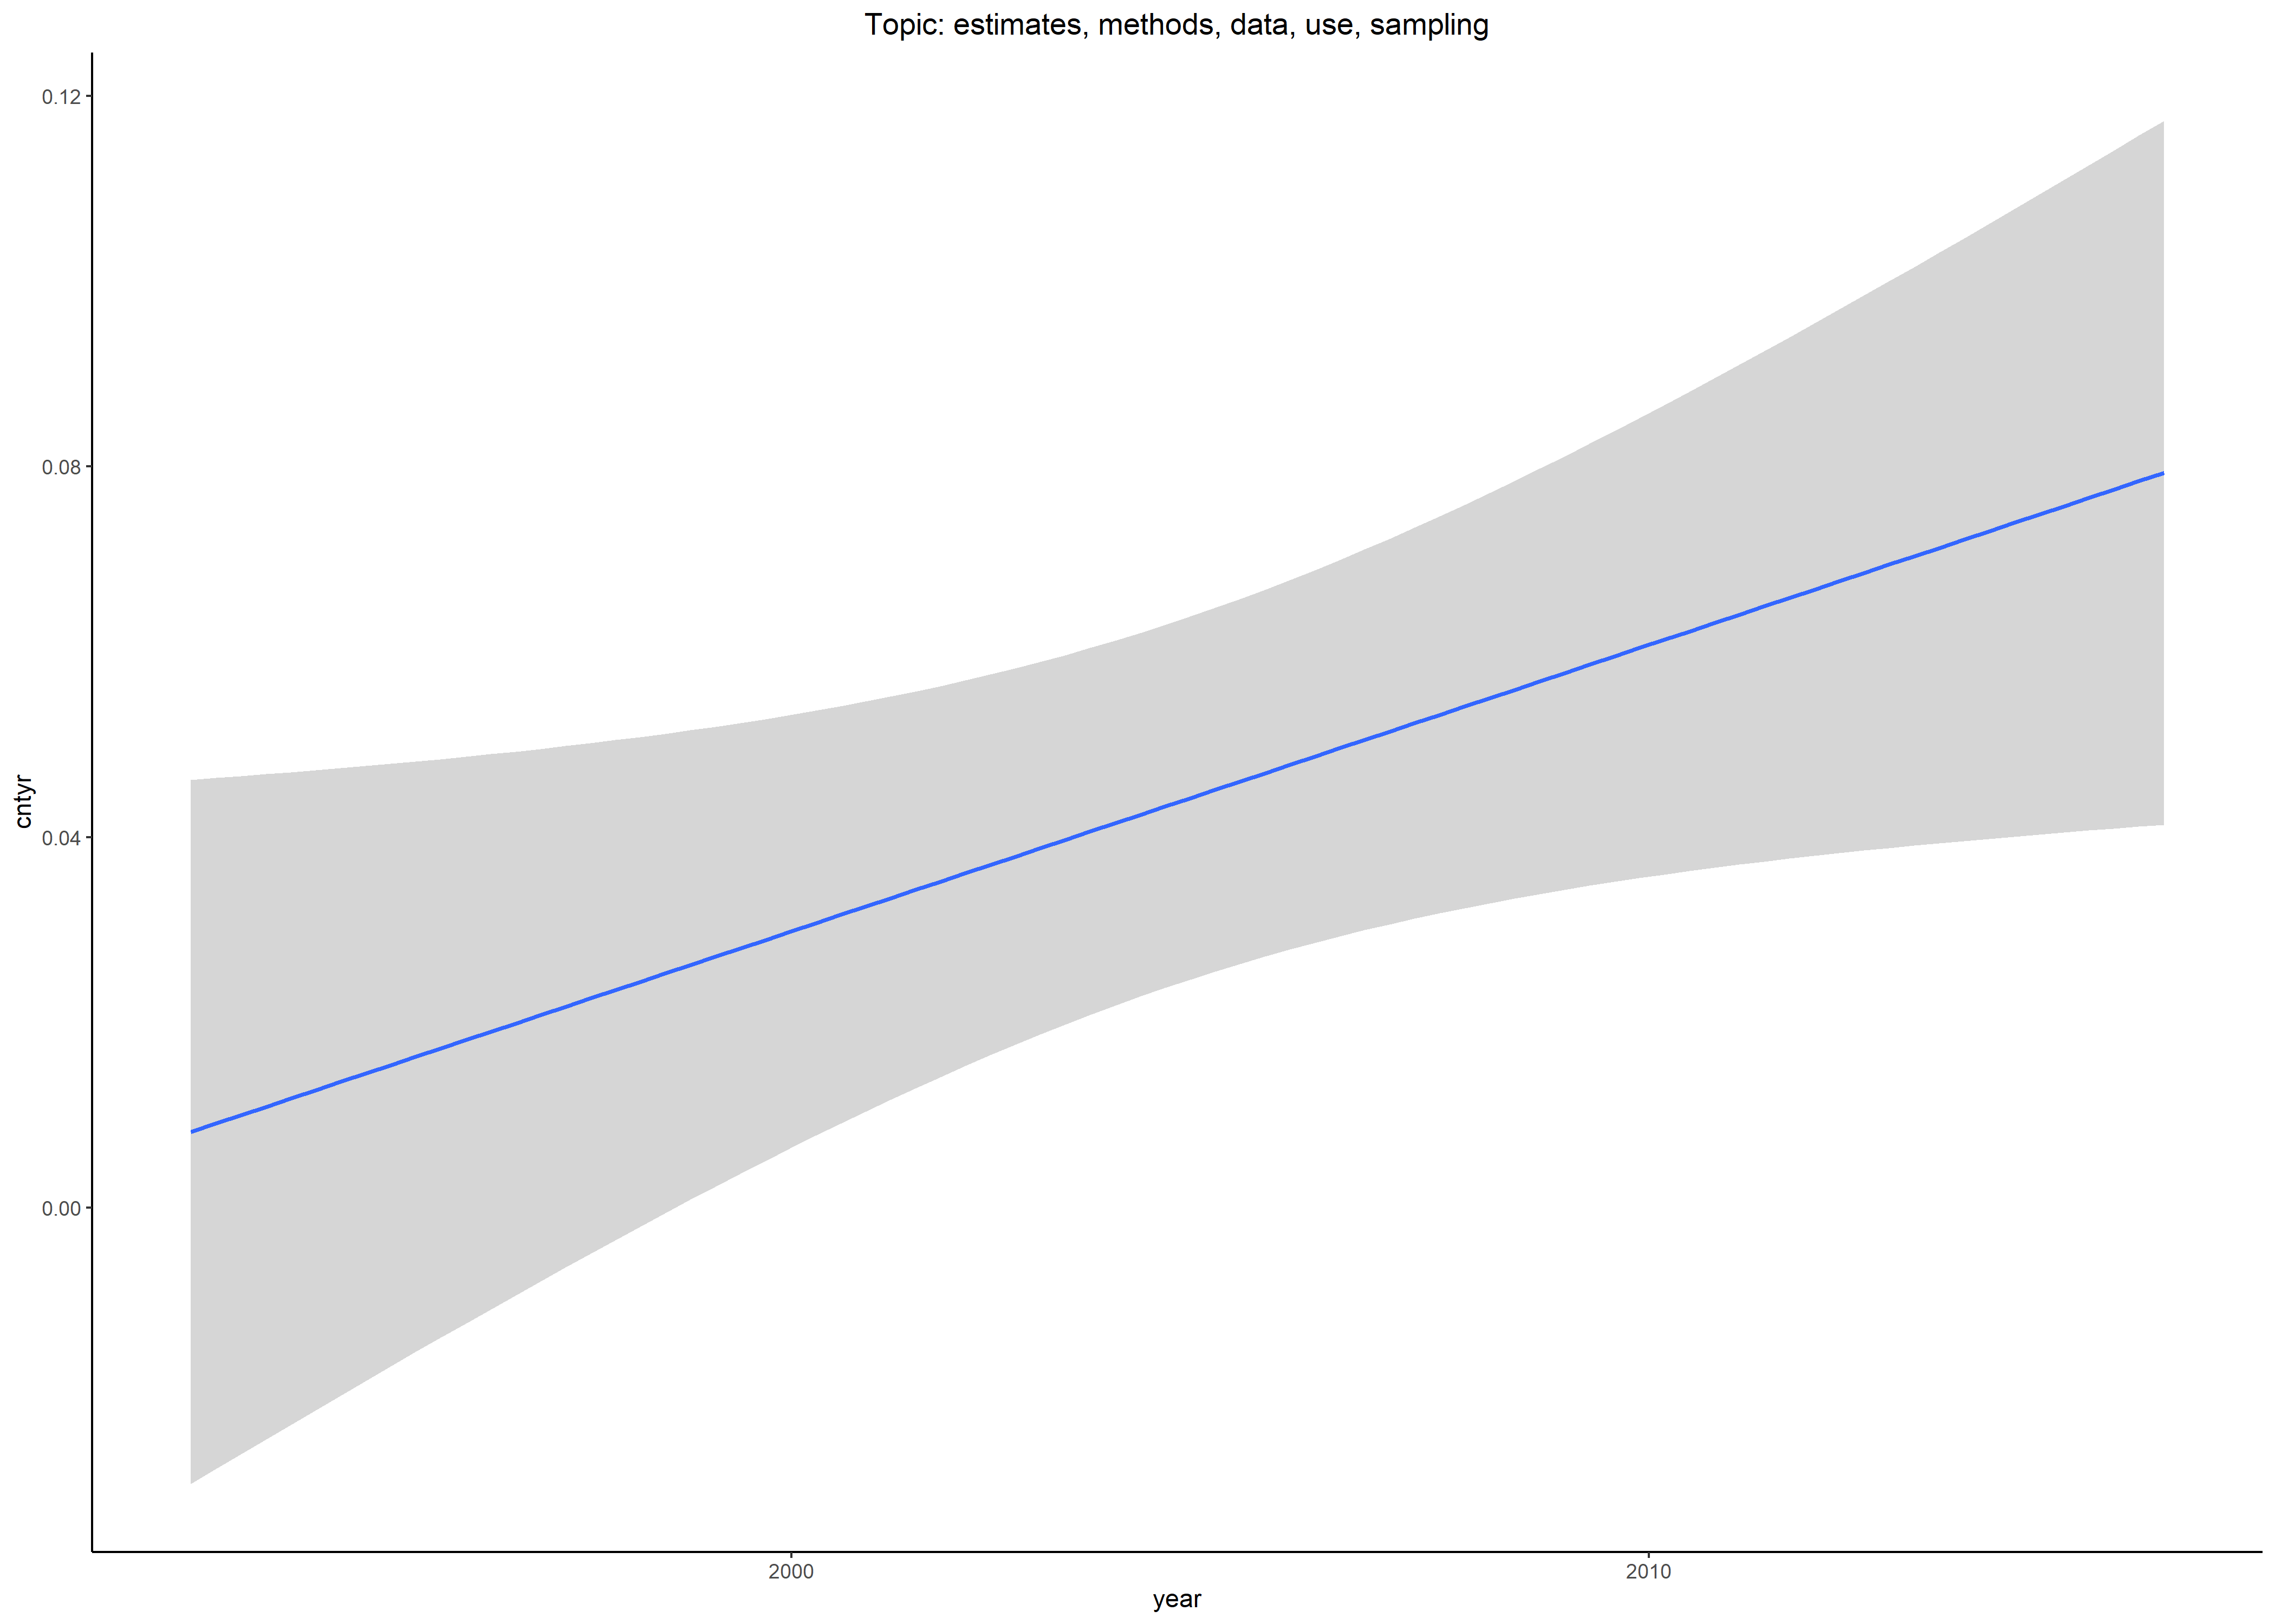 Topic: estimates, methods, data, use, sampling
0.12
0.08
0.04
0.00
cntyr
2000
2010
year